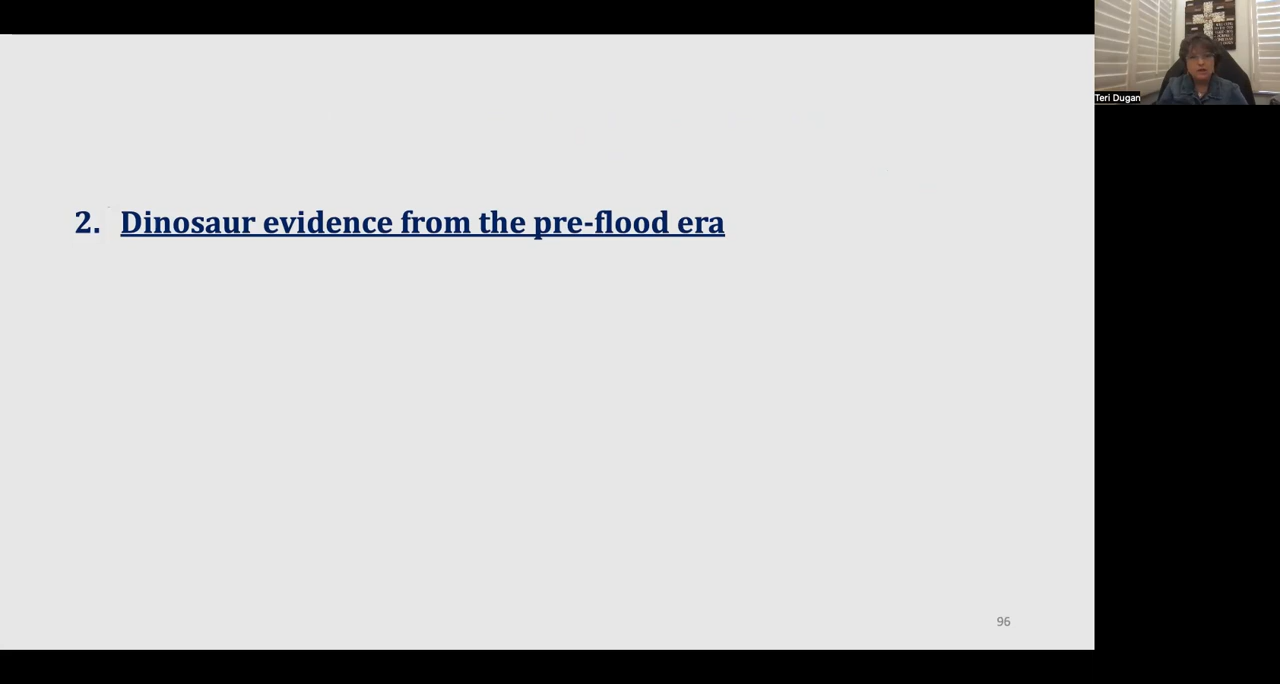 Teri Dugan
2. Dinosaur evidence from the pre-flood era
96